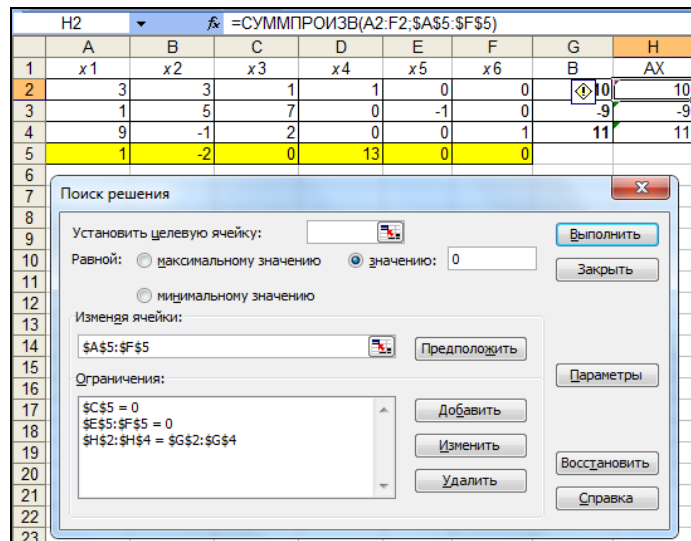 H2 fx =СУММПРОИЗВ(A2:F2;$A$5:$F$5)
A B C D E F G H
1 x1 x2 x3 x4 x5 x6 B AX
2 3 3 1 1 0 0 10 10
3 1 5 7 0 -1 0 -9 -9
4 9 -1 2 0 0 1 11 11
5 1 -2 0 13 0 0
6
7 Поиск решения
8
9 Установить целевую ячейку: Выполнить
10 Равной: максимальному значению значению: 0 Закрыть
11
12 минимальному значению
13 Изменяя ячейки:
14 $A$5:$F$5 Предположить
15 Параметры
16 Ограничения:
17 $C$5 = 0 Добавить
18 $E$5:$F$5 = 0
19 $H$2:$H$4 = $G$2:$G$4 Изменить
20 Восстановить
21 Удалить
22 Справка
23